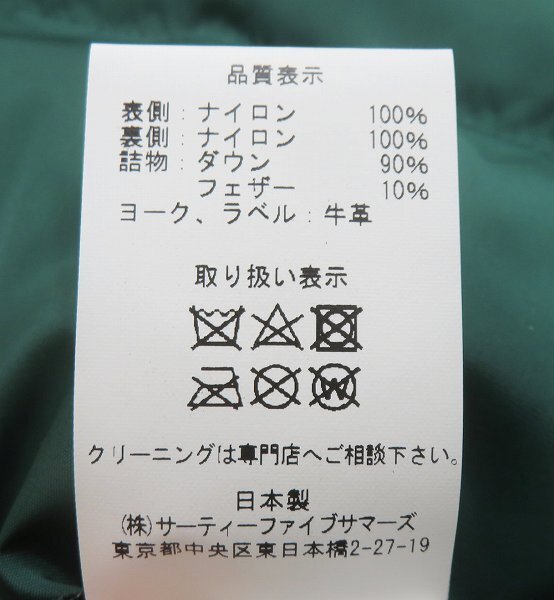 品質表示
表側：ナイロン 100%
裏側：ナイロン 100%
詰物：ダウン 90%
フェザー 10%
ヨーク、ラベル：牛革
取り扱い表示
W
クリーニングは専門店へご相談下さい。
日本製
(株)サーティーファイブサマーズ
東京都中央区東日本橋2-27-19